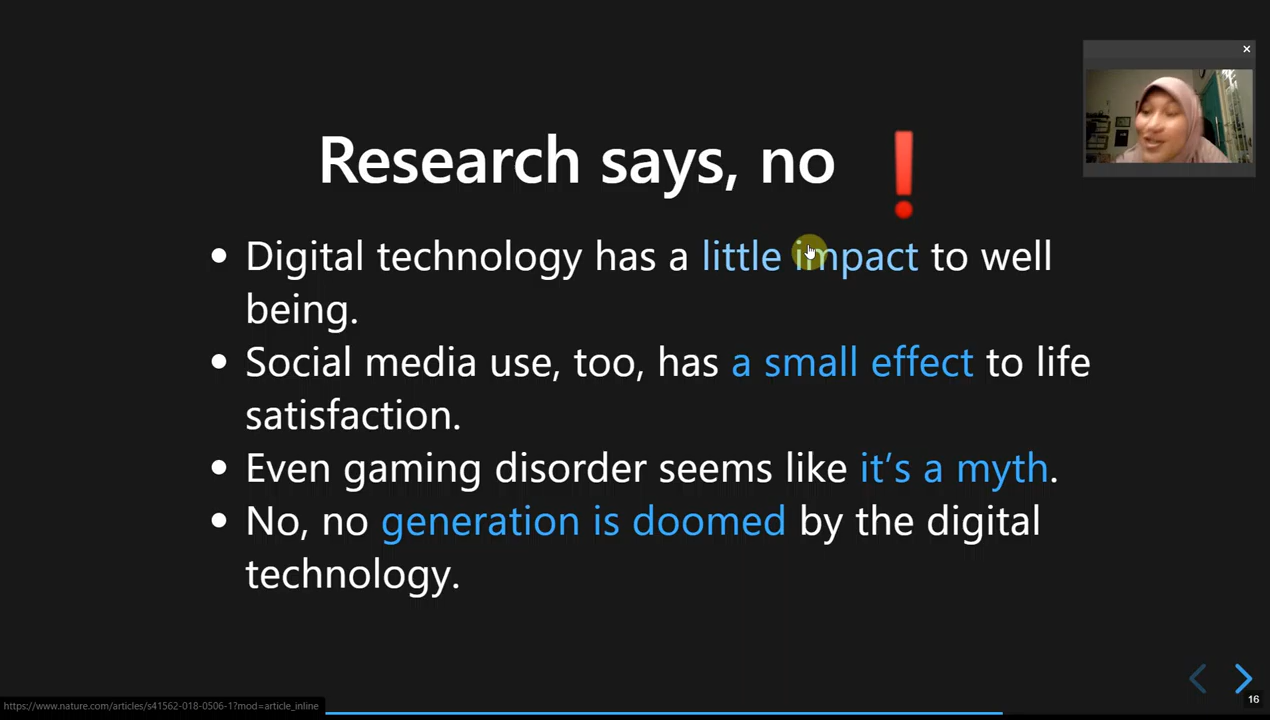 Research says, no ❗
• Digital technology has a little impact to well
being.
• Social media use, too, has a small effect to life
satisfaction.
• Even gaming disorder seems like it's a myth.
• No, no generation is doomed by the digital
technology.
16
https://www.nature.com/articles/s41562-018-0506-1?mod=article_inline